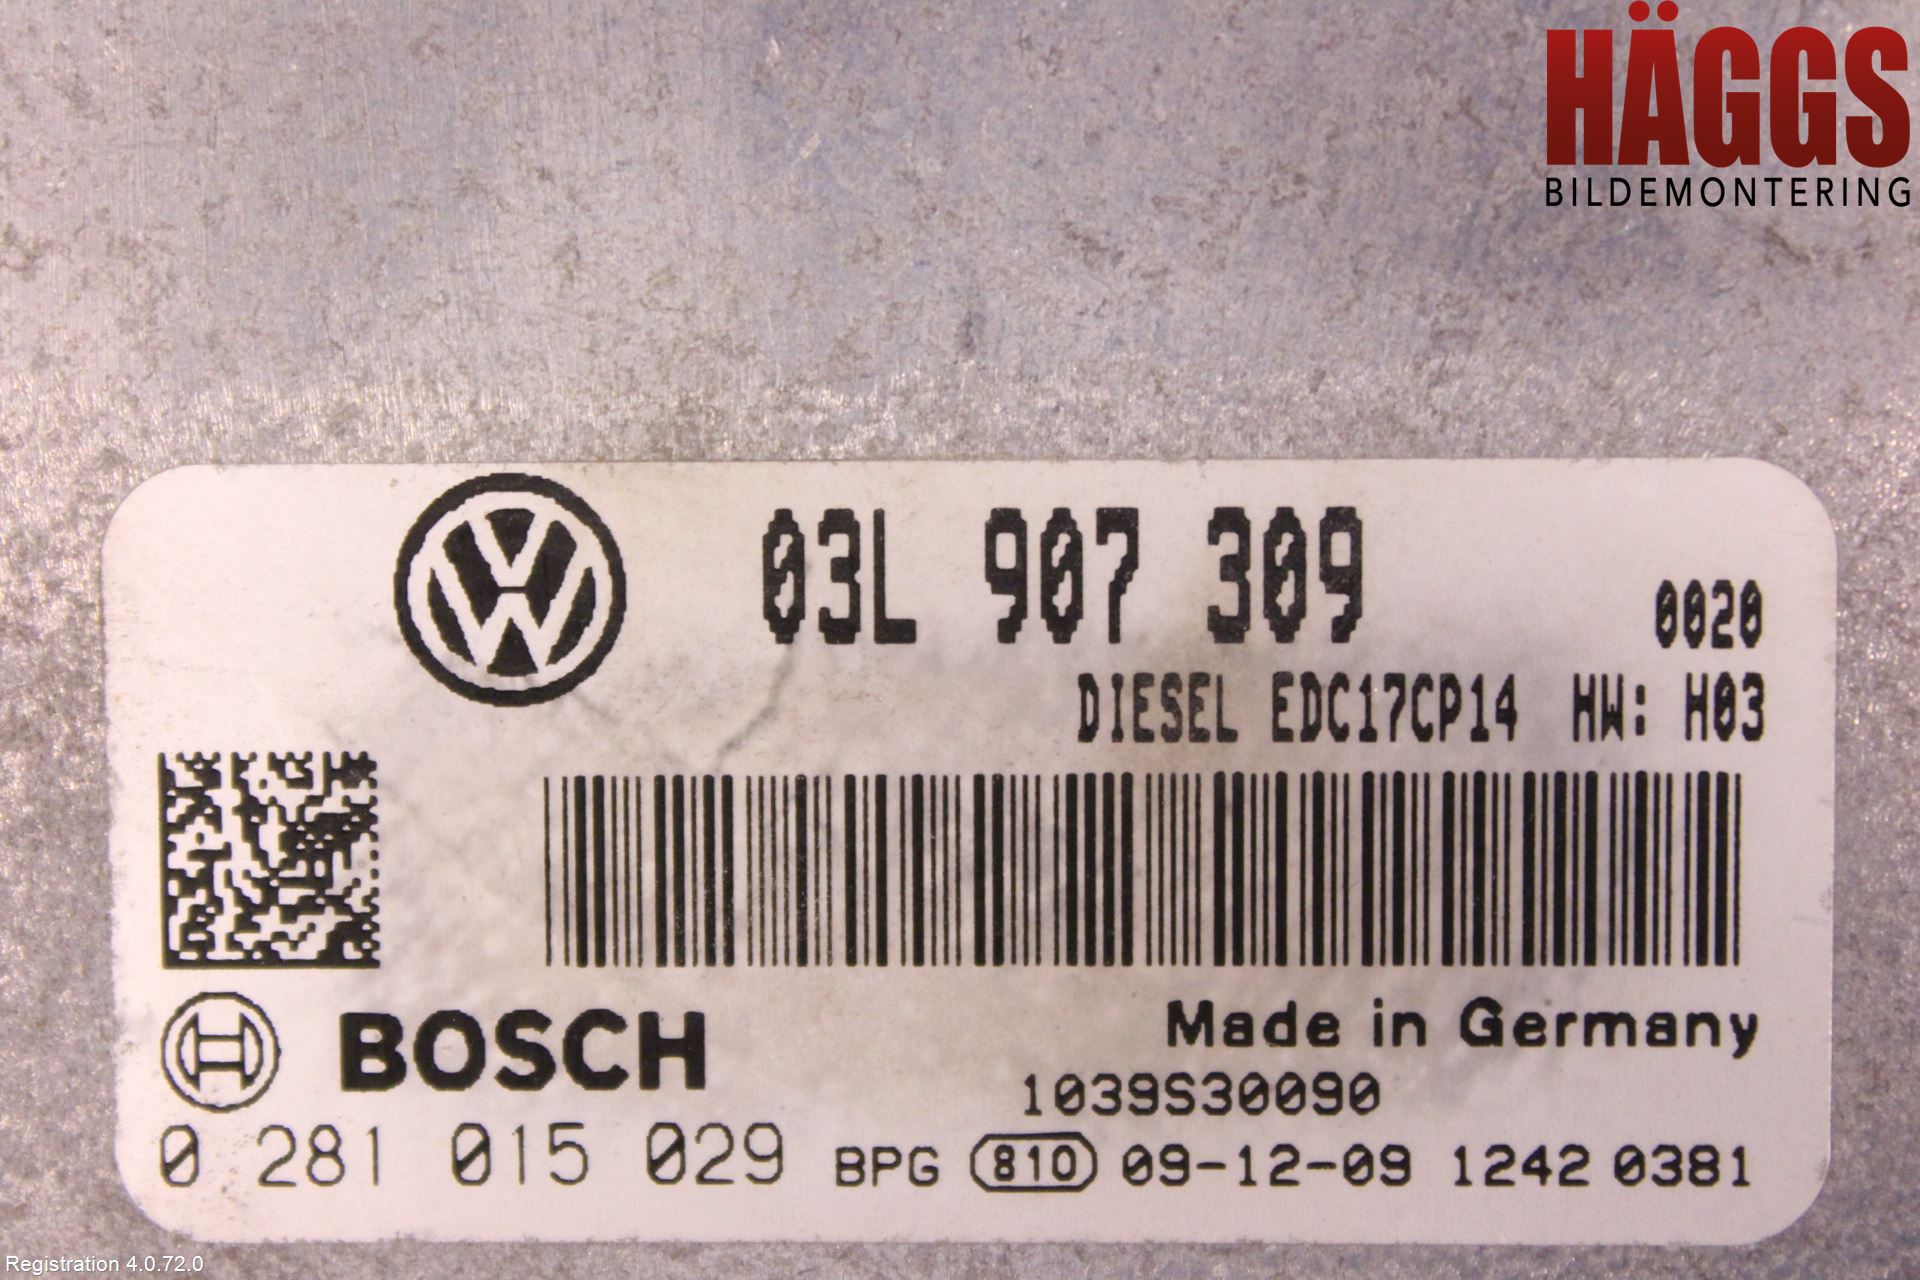 HÄGGS
BILDEMONTERING
03L 907 309
0020
DIESEL EDC17CP14 HW: H03
BOSCH
Made in Germany
1039S30090
0 281 015 029 BPG 810 09-12-09 1242 0381
Registration 4.0.72.0